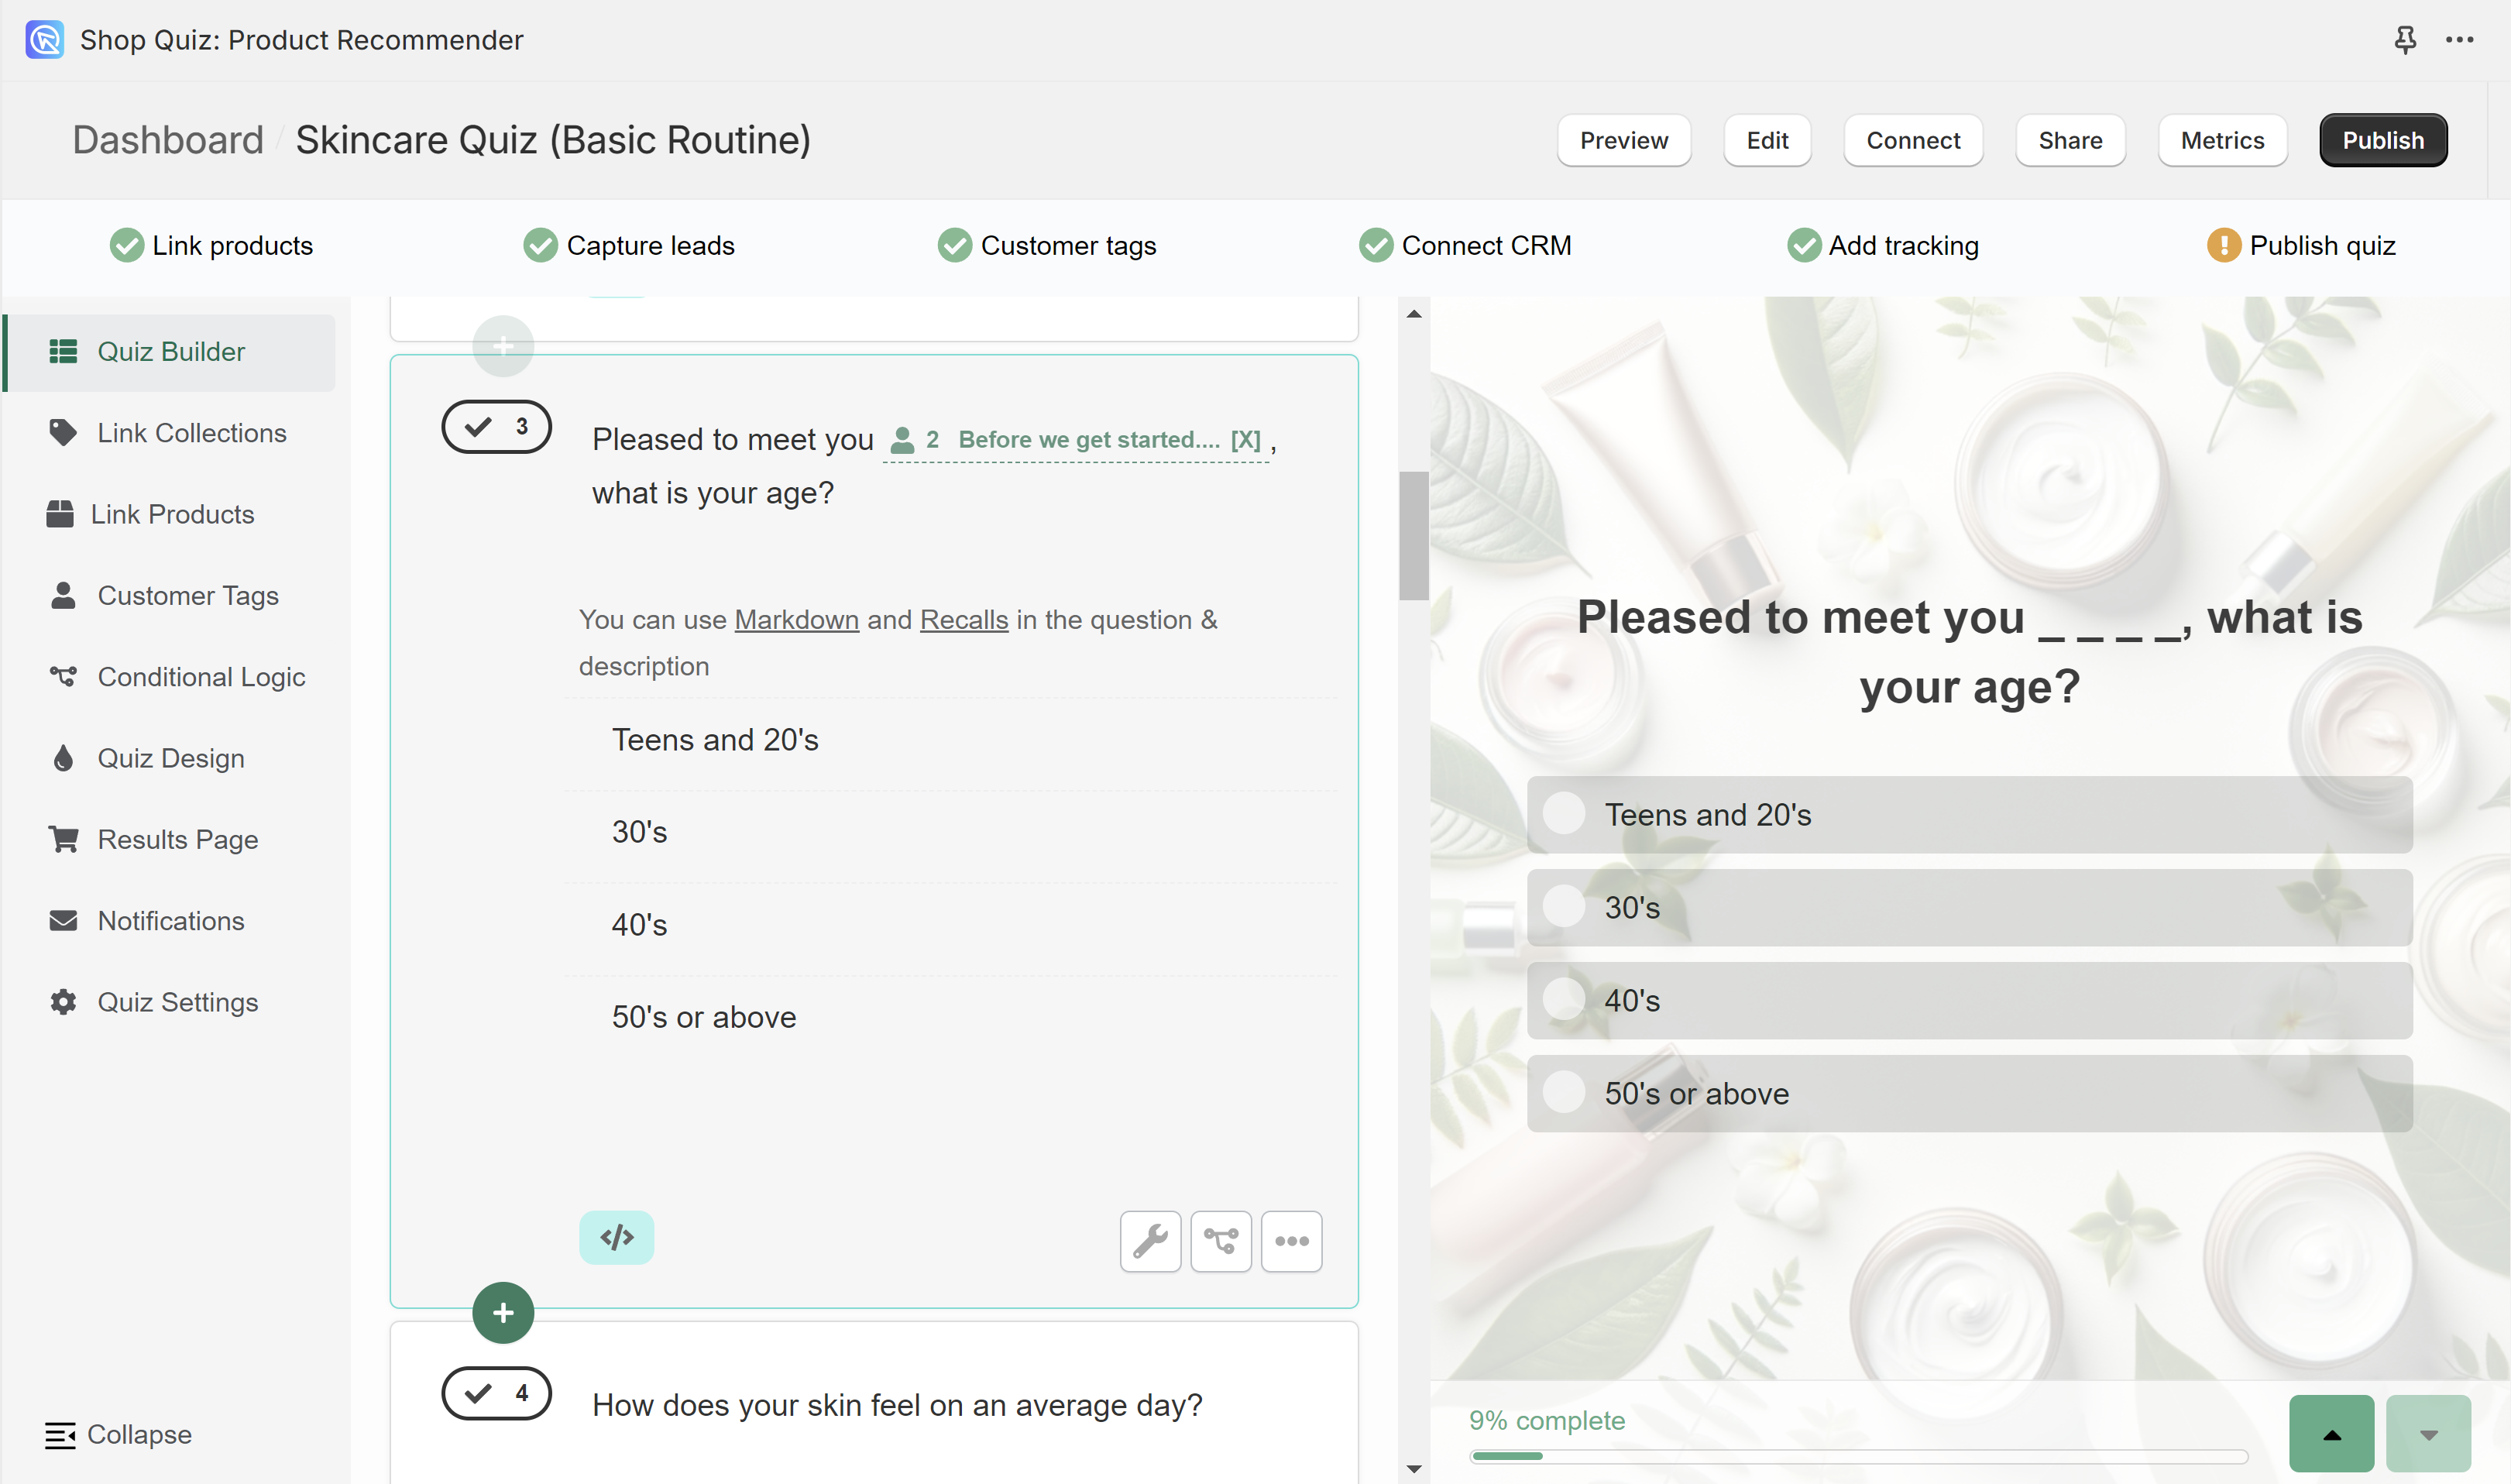 Shop Quiz: Product Recommender
Dashboard / Skincare Quiz (Basic Routine)
Preview
Edit
Connect
Share
Metrics
Publish
Link products
Capture leads
Customer tags
Connect CRM
Add tracking
Publish quiz
Quiz Builder
Link Collections
Link Products
Customer Tags
Conditional Logic
Quiz Design
Results Page
Notifications
Quiz Settings
Collapse
3
Pleased to meet you 2 Before we get started.... [X] ,
what is your age?
You can use Markdown and Recalls in the question &
description
Teens and 20's
30's
40's
50's or above
</>
4
How does your skin feel on an average day?
Pleased to meet you _ _ _ _, what is
your age?
Teens and 20's
30's
40's
50's or above
9% complete